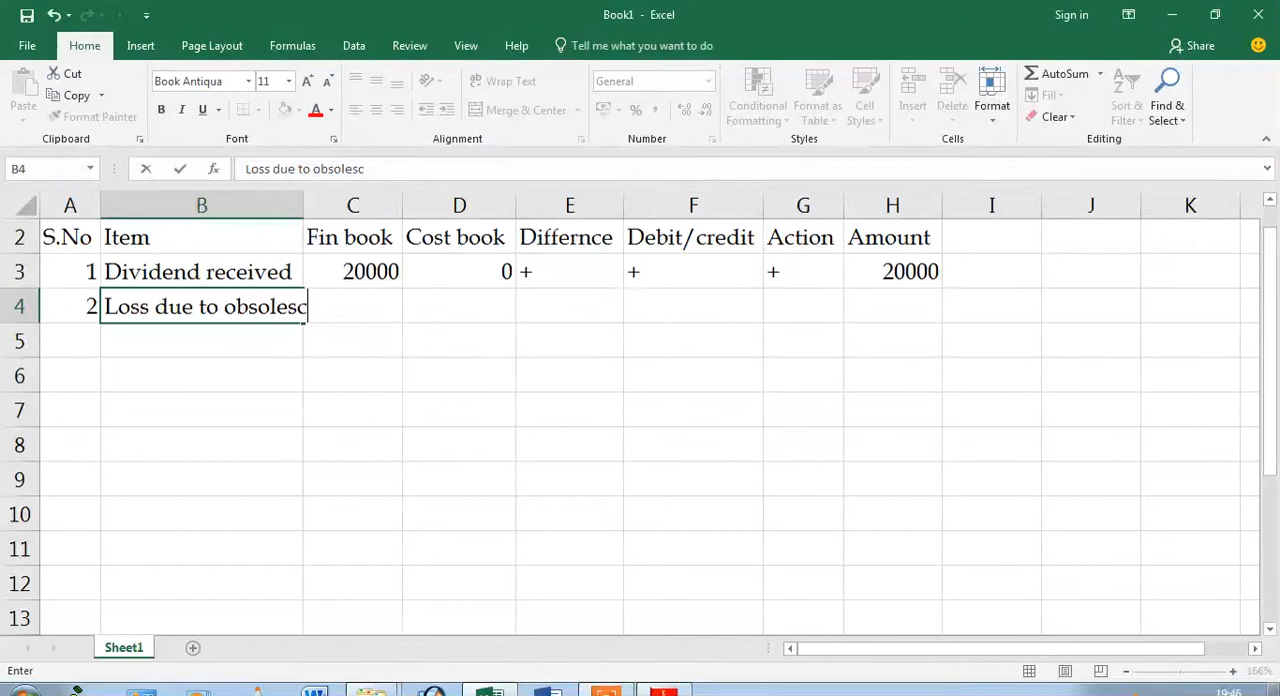 Book1 - Excel
Sign in
File Home Insert Page Layout Formulas Data Review View Help Tell me what you want to do Share
Paste Cut Copy Format Painter
Book Antiqua 11
B I U A
Wrap Text
Merge & Center
General
%
Conditional Formatting
Format as Table
Cell Styles
Insert Delete Format
AutoSum
Fill
Clear
Sort & Filter
Find & Select
Clipboard Font Alignment Number Styles Cells Editing
B4 fx Loss due to obsolesc
A B C D E F G H I J K
2 S.No Item Fin book Cost book Differnce Debit/credit Action Amount
3 1 Dividend received 20000 0 + + + 20000
4 2 Loss due to obsolesc
5
6
7
8
9
10
11
12
13
Sheet1
Enter
166%
19:46